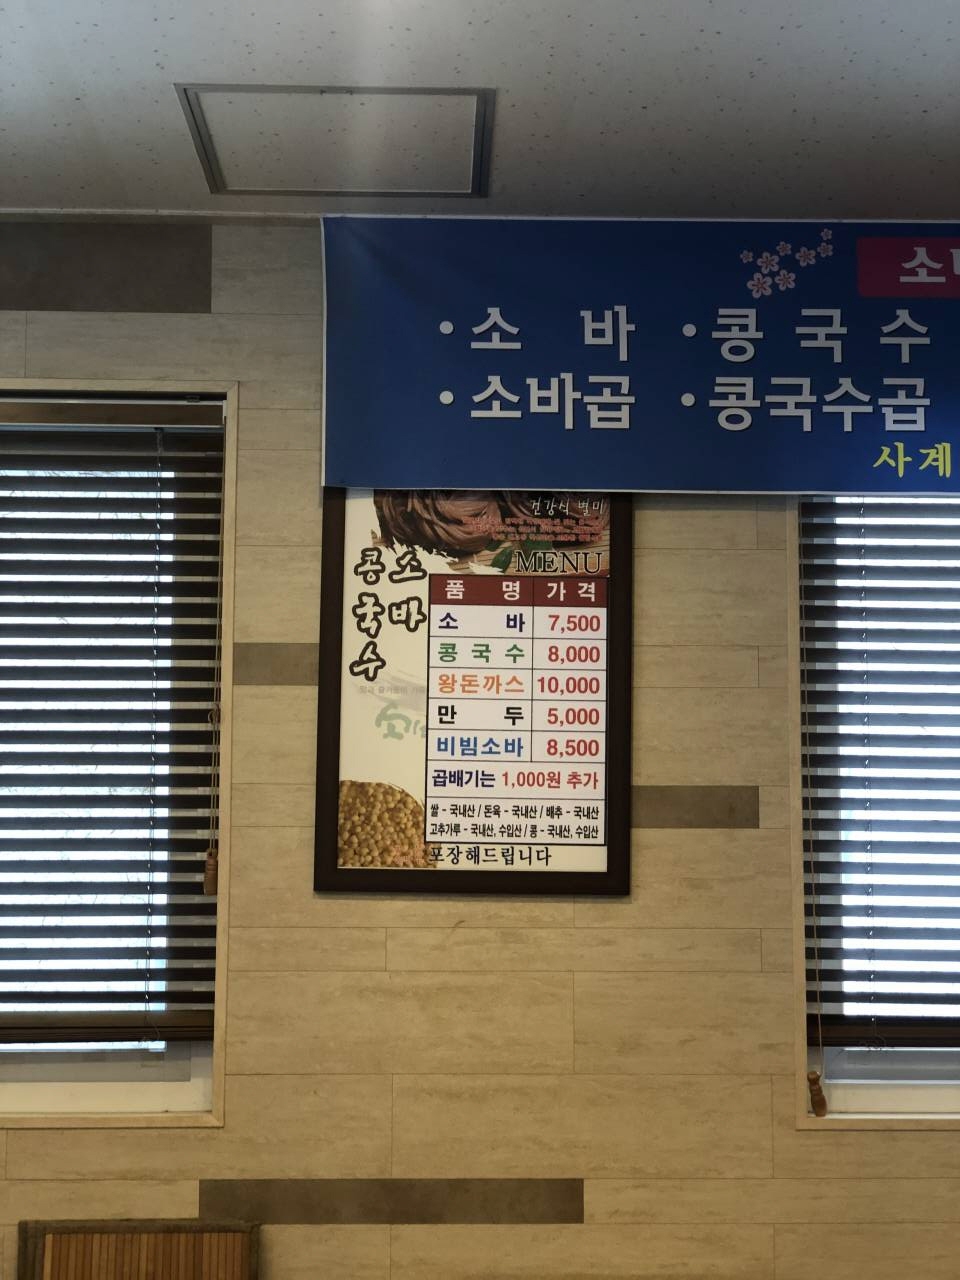 • 소 바 • 콩 국 수
• 소바곱 • 콩국수곱
사계
건강식 별미
MENU
콩국수
소바
품 명 가 격
소 바 7,500
콩 국 수 8,000
왕돈까스 10,000
만 두 5,000
비빔소바 8,500
곱배기는 1,000원 추가
쌀 - 국내산 / 돈육 - 국내산 / 배추 - 국내산
고추가루 - 국내산, 수입산 / 콩 - 국내산, 수입산
포장해드립니다